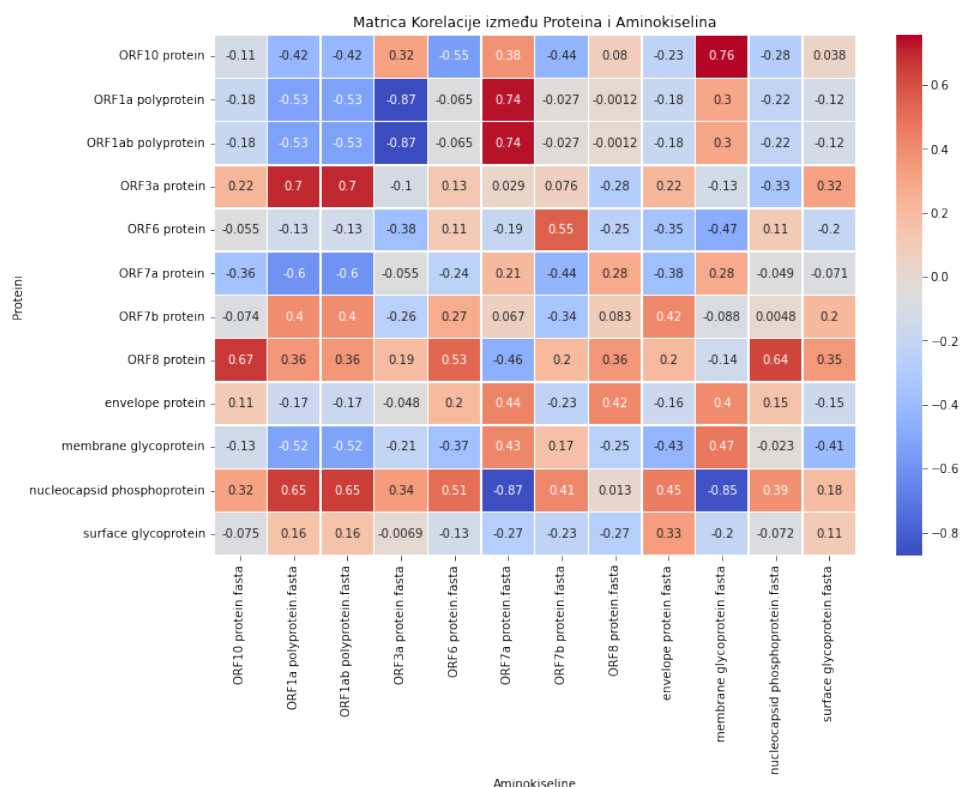 Matrica Korelacije između Proteina i Aminokiselina
Proteini
ORF10 protein -0.11 -0.42 -0.42 0.32 -0.55 0.38 -0.44 0.08 -0.23 0.76 -0.28 0.038
ORF1a polyprotein -0.18 -0.53 -0.53 -0.87 -0.065 0.74 -0.027 -0.0012 -0.18 0.3 -0.22 -0.12
ORF1ab polyprotein -0.18 -0.53 -0.53 -0.87 -0.065 0.74 -0.027 -0.0012 -0.18 0.3 -0.22 -0.12
ORF3a protein 0.22 0.7 0.7 -0.1 0.13 0.029 0.076 -0.28 0.22 -0.13 -0.33 0.32
ORF6 protein -0.055 -0.13 -0.13 -0.38 0.11 -0.19 0.55 -0.25 -0.35 -0.47 0.11 -0.2
ORF7a protein -0.36 -0.6 -0.6 -0.055 -0.24 0.21 -0.44 0.28 -0.38 0.28 -0.049 -0.071
ORF7b protein -0.074 0.4 0.4 -0.26 0.27 0.067 -0.34 0.083 0.42 -0.088 0.0048 0.2
ORF8 protein 0.67 0.36 0.36 0.19 0.53 -0.46 0.2 0.36 0.2 -0.14 0.64 0.35
envelope protein 0.11 -0.17 -0.17 -0.048 0.2 0.44 -0.23 0.42 -0.16 0.4 0.15 -0.15
membrane glycoprotein -0.13 -0.52 -0.52 -0.21 -0.37 0.43 0.17 -0.25 -0.43 0.47 -0.023 -0.41
nucleocapsid phosphoprotein 0.32 0.65 0.65 0.34 0.51 -0.87 0.41 0.013 0.45 -0.85 0.39 0.18
surface glycoprotein -0.075 0.16 0.16 -0.0069 -0.13 -0.27 -0.23 -0.27 0.33 -0.2 -0.072 0.11
ORF10 protein.fasta
ORF1a polyprotein.fasta
ORF1ab polyprotein.fasta
ORF3a protein.fasta
ORF6 protein.fasta
ORF7a protein.fasta
ORF7b protein.fasta
ORF8 protein.fasta
envelope protein.fasta
membrane glycoprotein.fasta
nucleocapsid phosphoprotein.fasta
surface glycoprotein.fasta
Aminokiseline
0.6
0.4
0.2
0.0
−0.2
−0.4
−0.6
−0.8